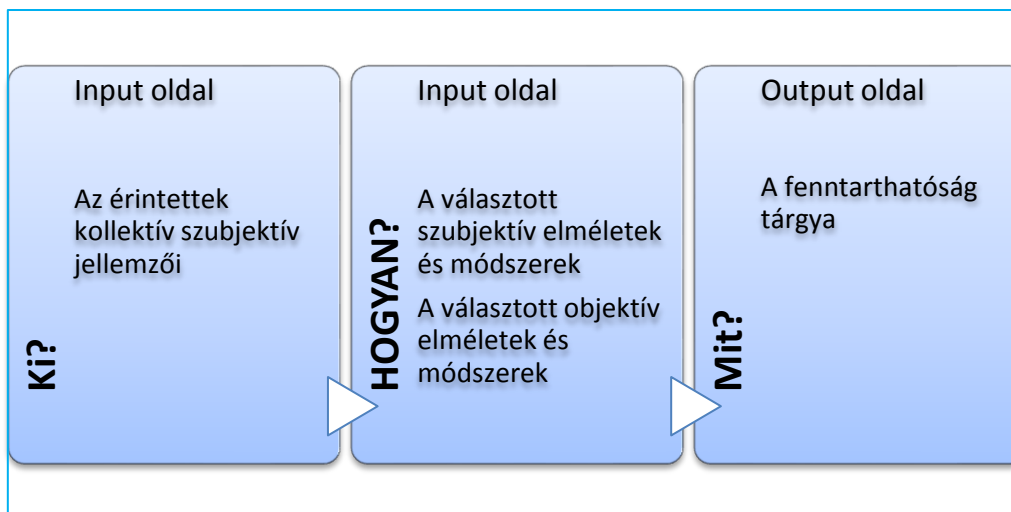 Input oldal
Az érintettek
kollektív szubjektív
jellemzői
Ki?
Input oldal
A választott
szubjektív elméletek
és módszerek
A választott objektív
elméletek és
módszerek
HOGYAN?
Output oldal
A fenntarthatóság
tárgya
Mit?